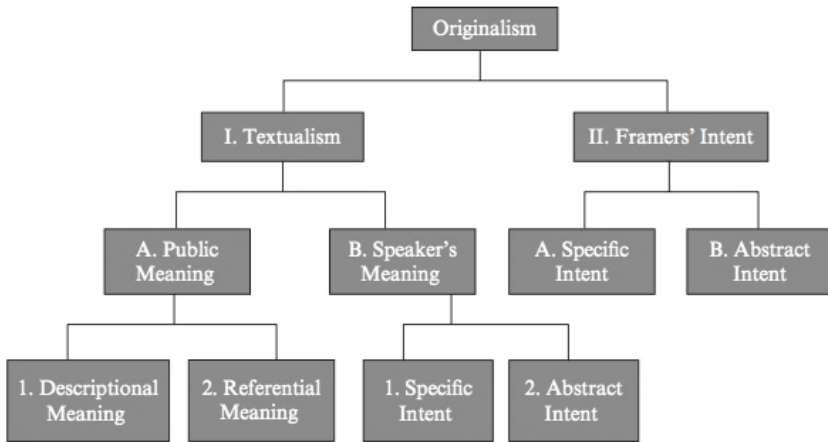 Originalism
I. Textualism
II. Framers’ Intent
A. Public
Meaning
B. Speaker’s
Meaning
A. Specific
Intent
B. Abstract
Intent
1. Descriptional
Meaning
2. Referential
Meaning
1. Specific
Intent
2. Abstract
Intent